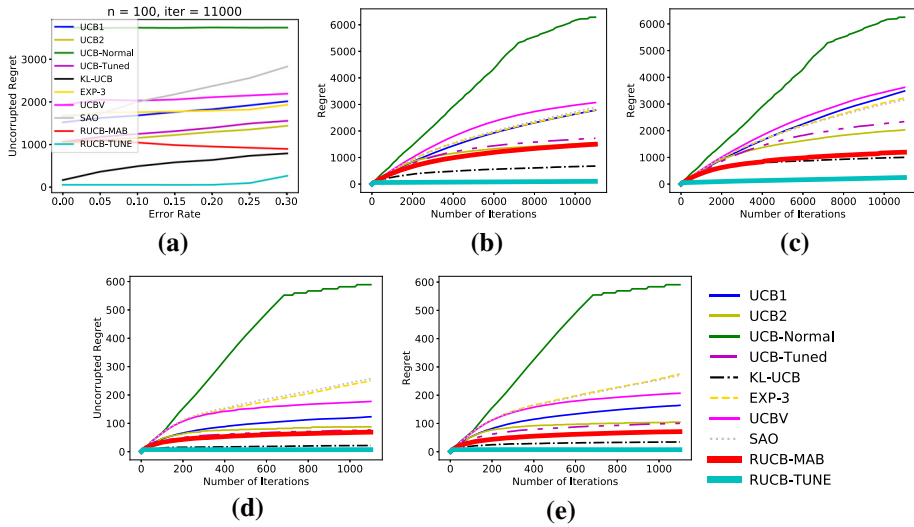 n = 100, iter = 11000
UCB1
UCB2
UCB-Normal
UCB-Tuned
KL-UCB
EXP-3
UCBV
SAO
RUCB-MAB
RUCB-TUNE
Uncorrupted Regret
3000
2000
1000
0
0.00 0.05 0.10 0.15 0.20 0.25 0.30
Error Rate
(a)
Regret
6000
5000
4000
3000
2000
1000
0
0 2000 4000 6000 8000 10000
Number of Iterations
(b)
Regret
6000
5000
4000
3000
2000
1000
0
0 2000 4000 6000 8000 10000
Number of Iterations
(c)
Uncorrupted Regret
600
500
400
300
200
100
0
0 200 400 600 800 1000
Number of Iterations
(d)
Regret
600
500
400
300
200
100
0
0 200 400 600 800 1000
Number of Iterations
(e)
UCB1
UCB2
UCB-Normal
UCB-Tuned
KL-UCB
EXP-3
UCBV
SAO
RUCB-MAB
RUCB-TUNE